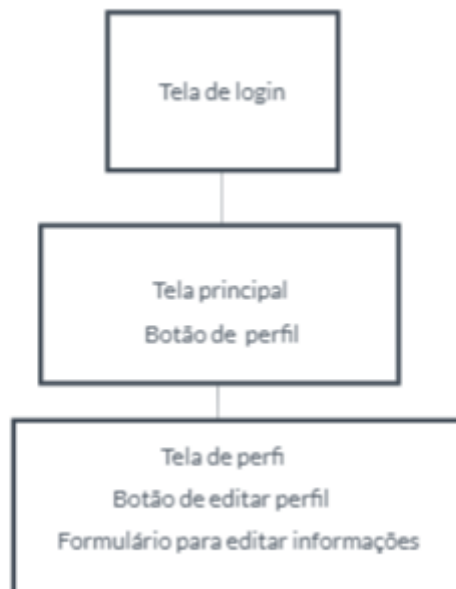 Tela de login
Tela principal
Botão de perfil
Tela de perfi
Botão de editar perfil
Formulário para editar informações